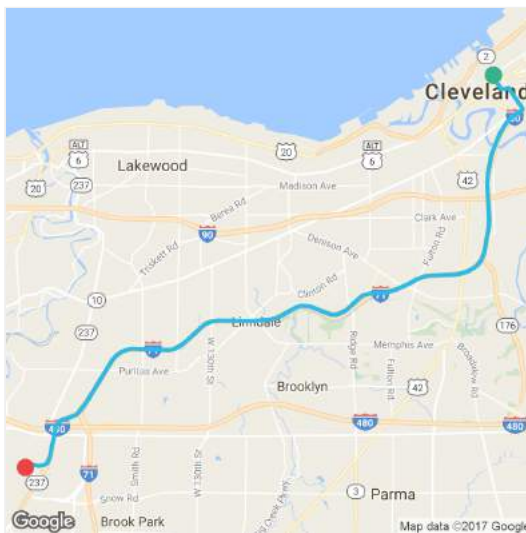 2
Cleveland
90
ALT
6
20
237
Lakewood
20
ALT
6
Madison Ave
42
Berea Rd
Clark Ave
90
Triskett Rd
Denison Ave
Fulton Rd
10
Clinton Rd
71
237
Linndale
71
W 130th St
176
Ridge Rd
Memphis Ave
Puritas Ave
Brooklyn
Fulton Rd
42
Broadview Rd
480
480
480
237
71
Smith Rd
W 130th St
Snow Rd
3
Parma
Brook Park
Google
Map data ©2017 Google